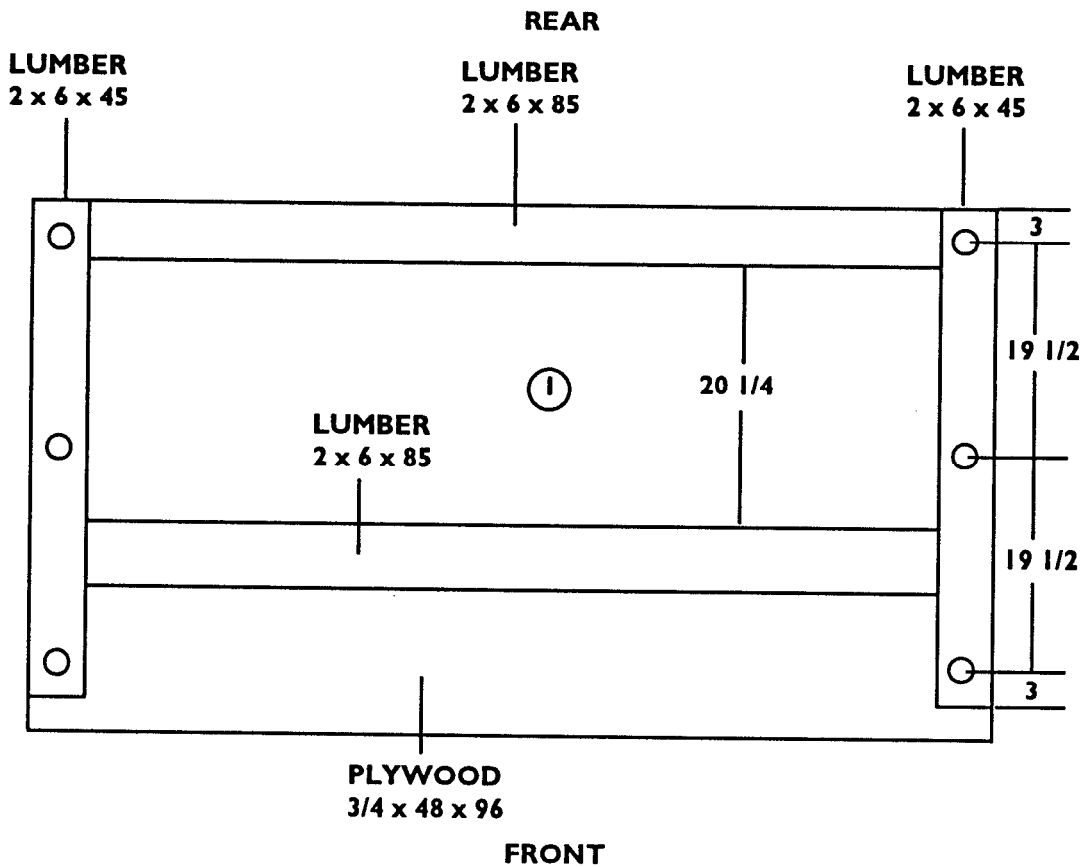 REAR
LUMBER
2 x 6 x 45
LUMBER
2 x 6 x 85
LUMBER
2 x 6 x 45
3
19 1/2
1
20 1/4
LUMBER
2 x 6 x 85
19 1/2
3
PLYWOOD
3/4 x 48 x 96
FRONT